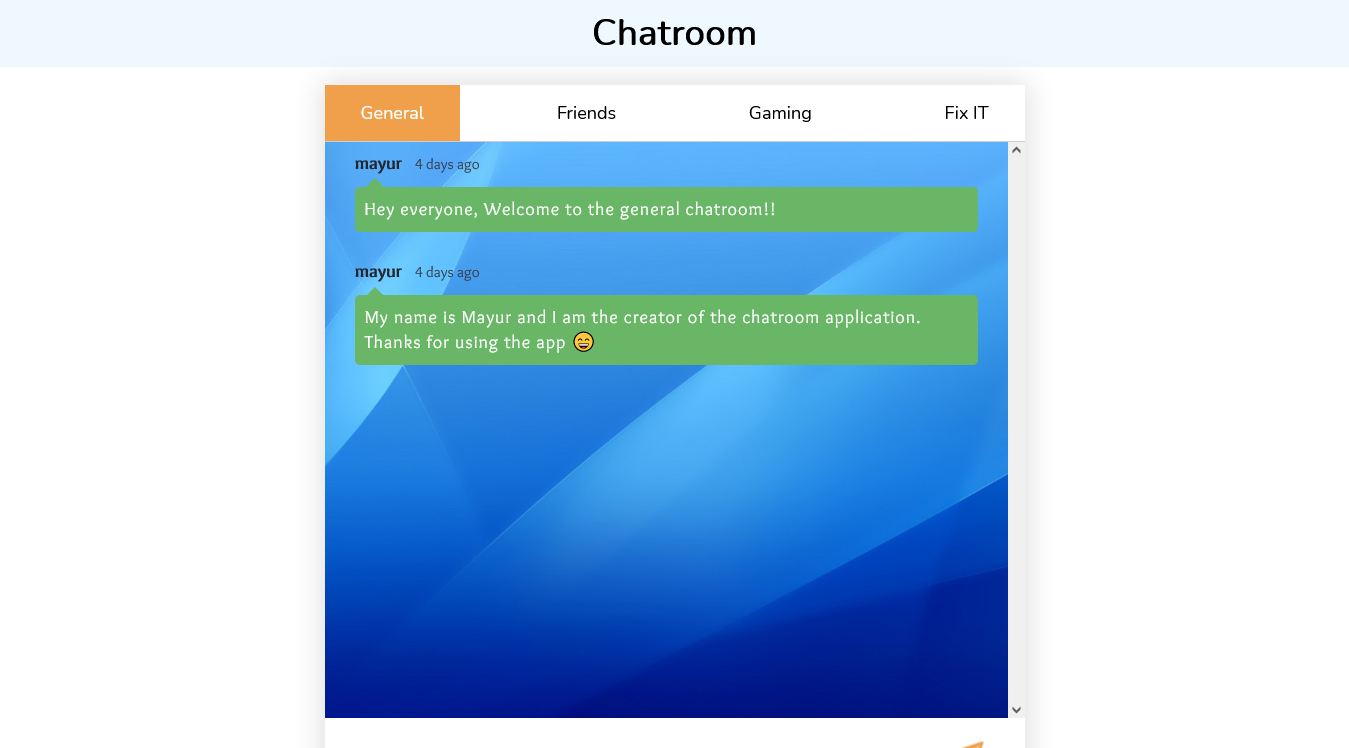 Chatroom
General Friends Gaming Fix IT
mayur 4 days ago
Hey everyone, Welcome to the general chatroom!!
mayur 4 days ago
My name is Mayur and I am the creator of the chatroom application.
Thanks for using the app 😄